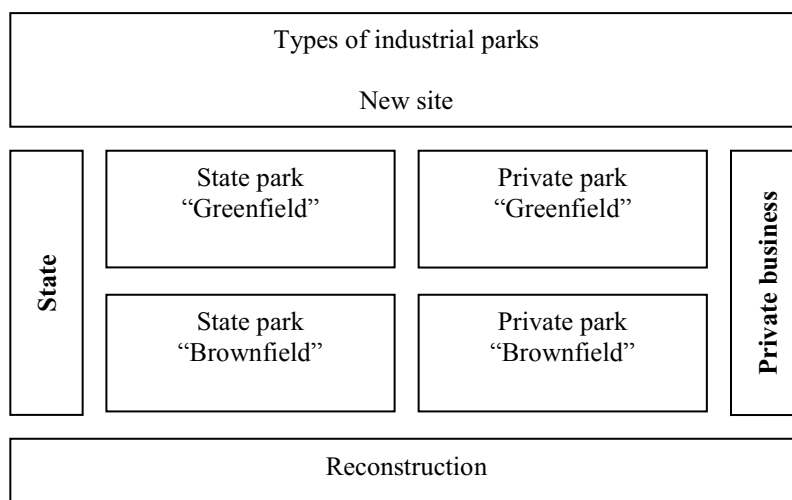 Types of industrial parks
New site
State
State park
“Greenfield”
Private park
“Greenfield”
Private business
State park
“Brownfield”
Private park
“Brownfield”
Reconstruction